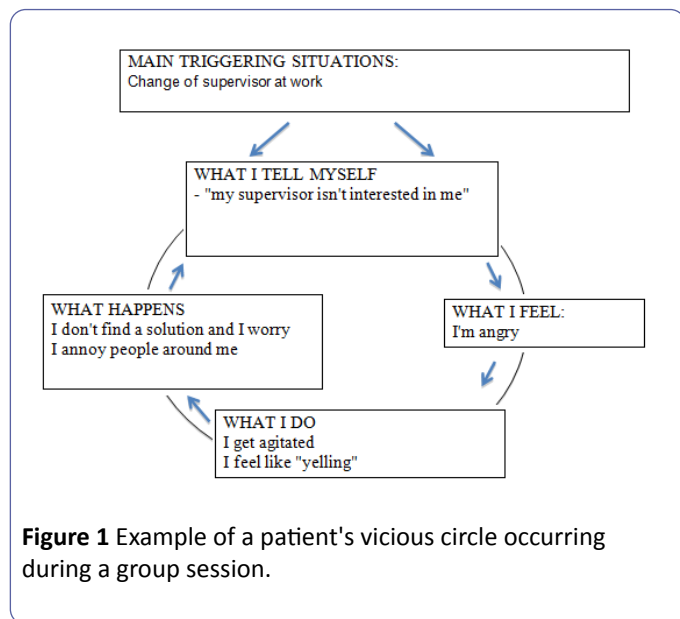 MAIN TRIGGERING SITUATIONS:
Change of supervisor at work
WHAT I TELL MYSELF
- "my supervisor isn't interested in me"
WHAT HAPPENS
I don't find a solution and I worry
I annoy people around me
WHAT I FEEL:
I'm angry
WHAT I DO
I get agitated
I feel like "yelling"
Figure 1 Example of a patient's vicious circle occurring
during a group session.